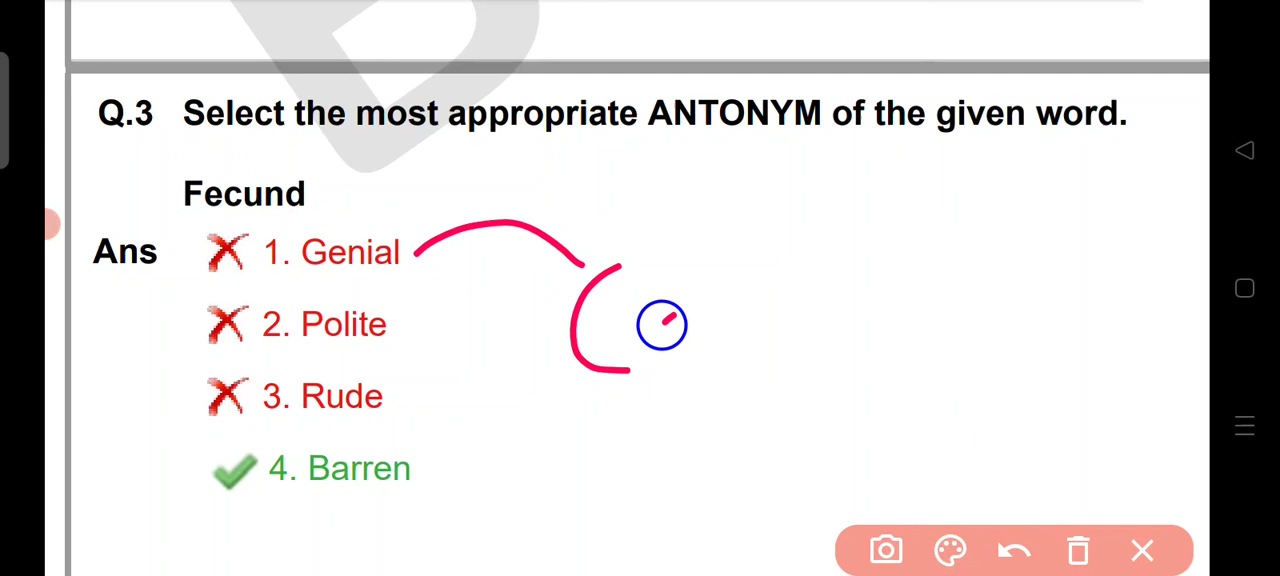 Q.3 Select the most appropriate ANTONYM of the given word.
Fecund
Ans 1. Genial
2. Polite
3. Rude
4. Barren